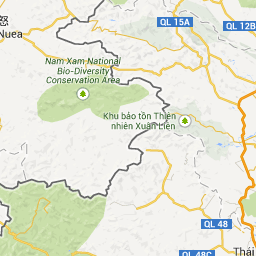 怒
Nuea
QL 15A
QL 12B
Nam Xam National
Bio-Diversity
Conservation Area
Khu bảo tồn Thiên
nhiên Xuân Liên
QL 48
QL 48C
Thái